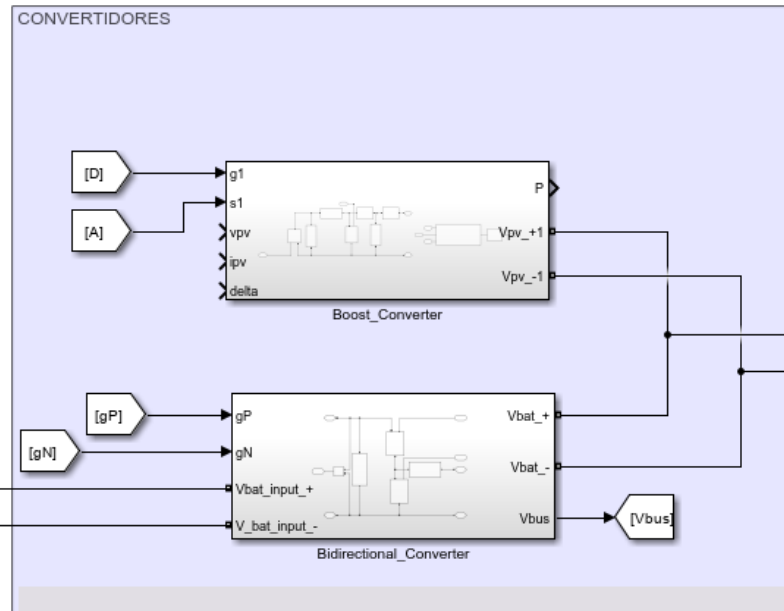 CONVERTIDORES
[D]
[A]
g1
s1
vpv
ipv
delta
P
Vpv_+1
Vpv_-1
Boost_Converter
[gP]
[gN]
gP
gN
Vbat_input_+
V_bat_input_-
Vbat_+
Vbat_-
Vbus
[Vbus]
Bidirectional_Converter